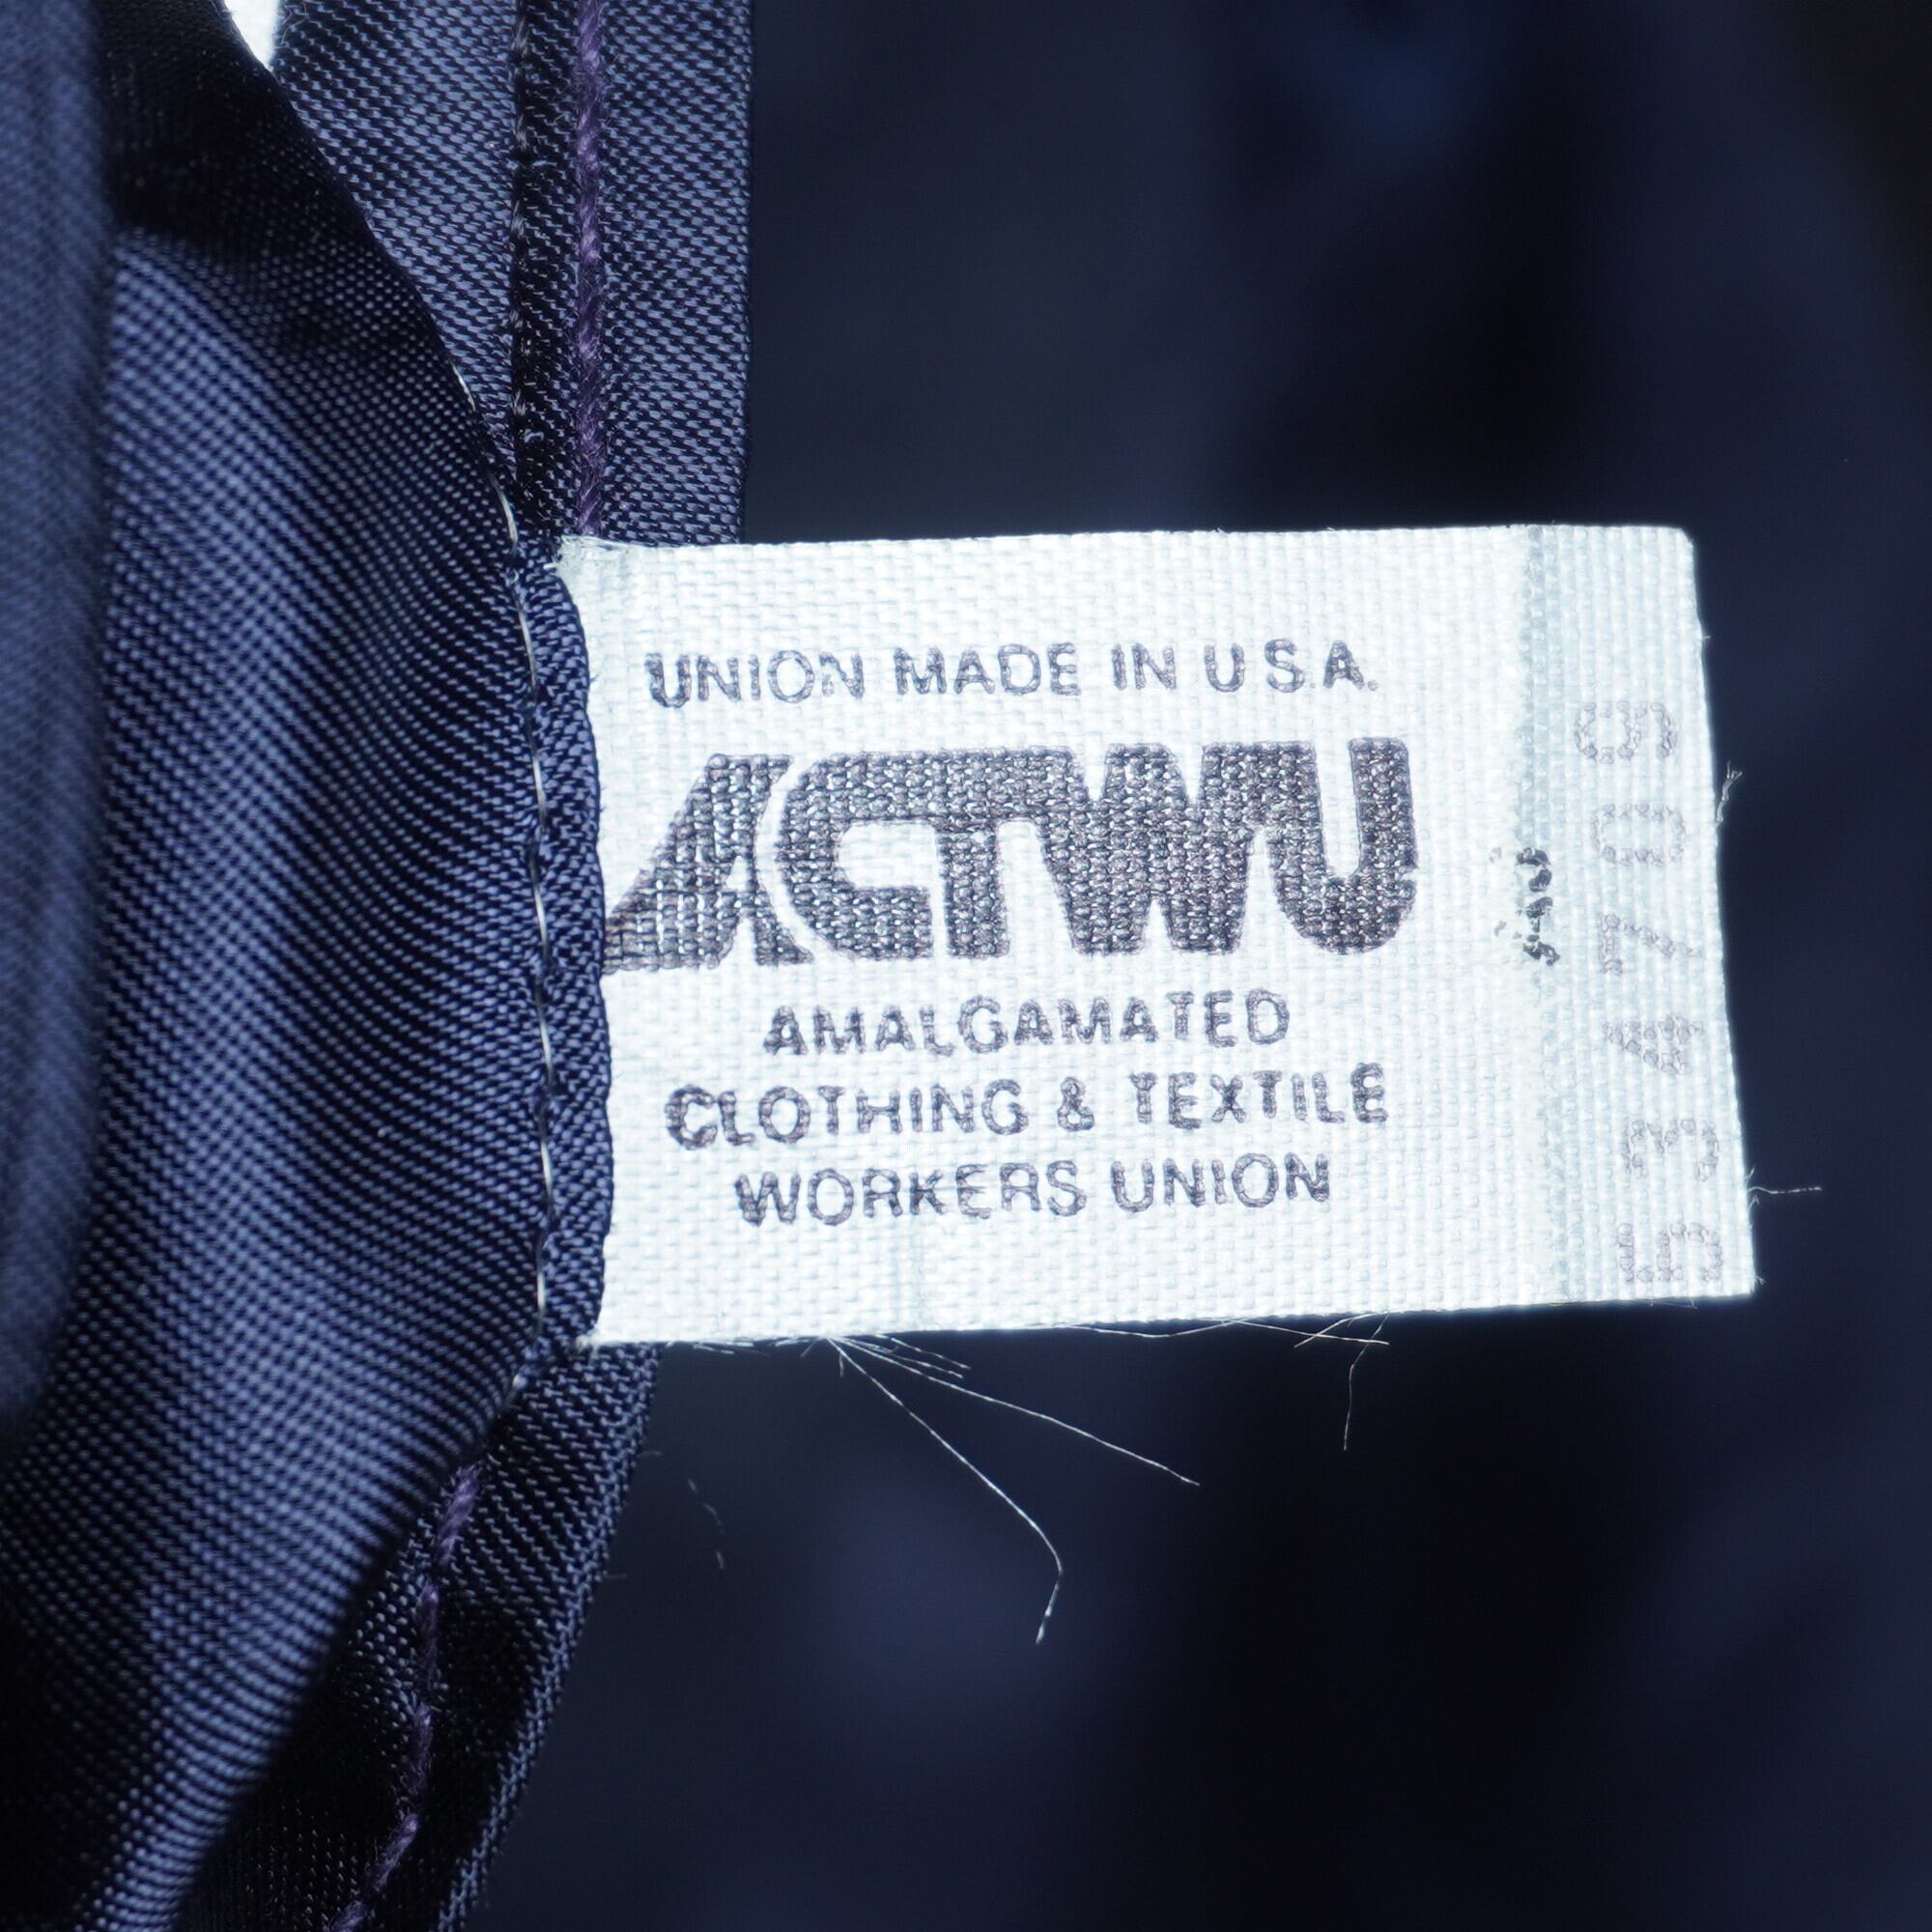 UNION MADE IN U S.A.
ACTWU
AMALGAMATED
CLOTHING & TEXTILE
WORKERS UNION